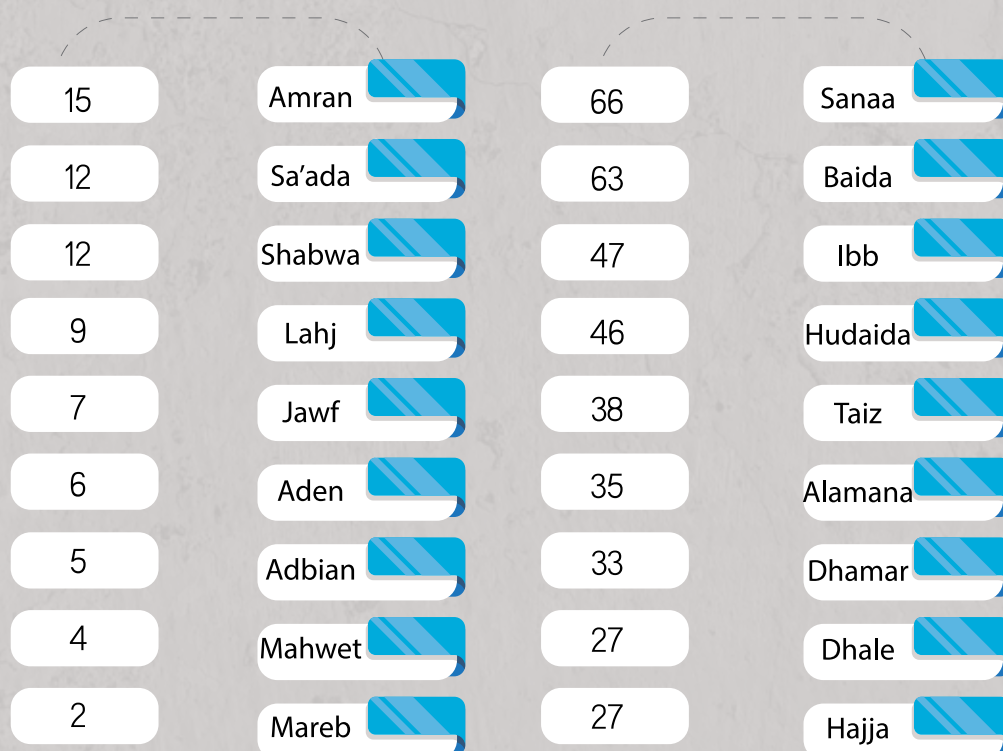 15 Amran 66 Sanaa
12 Sa’ada 63 Baida
12 Shabwa 47 Ibb
9 Lahj 46 Hudaida
7 Jawf 38 Taiz
6 Aden 35 Alamana
5 Adbian 33 Dhamar
4 Mahwet 27 Dhale
2 Mareb 27 Hajja